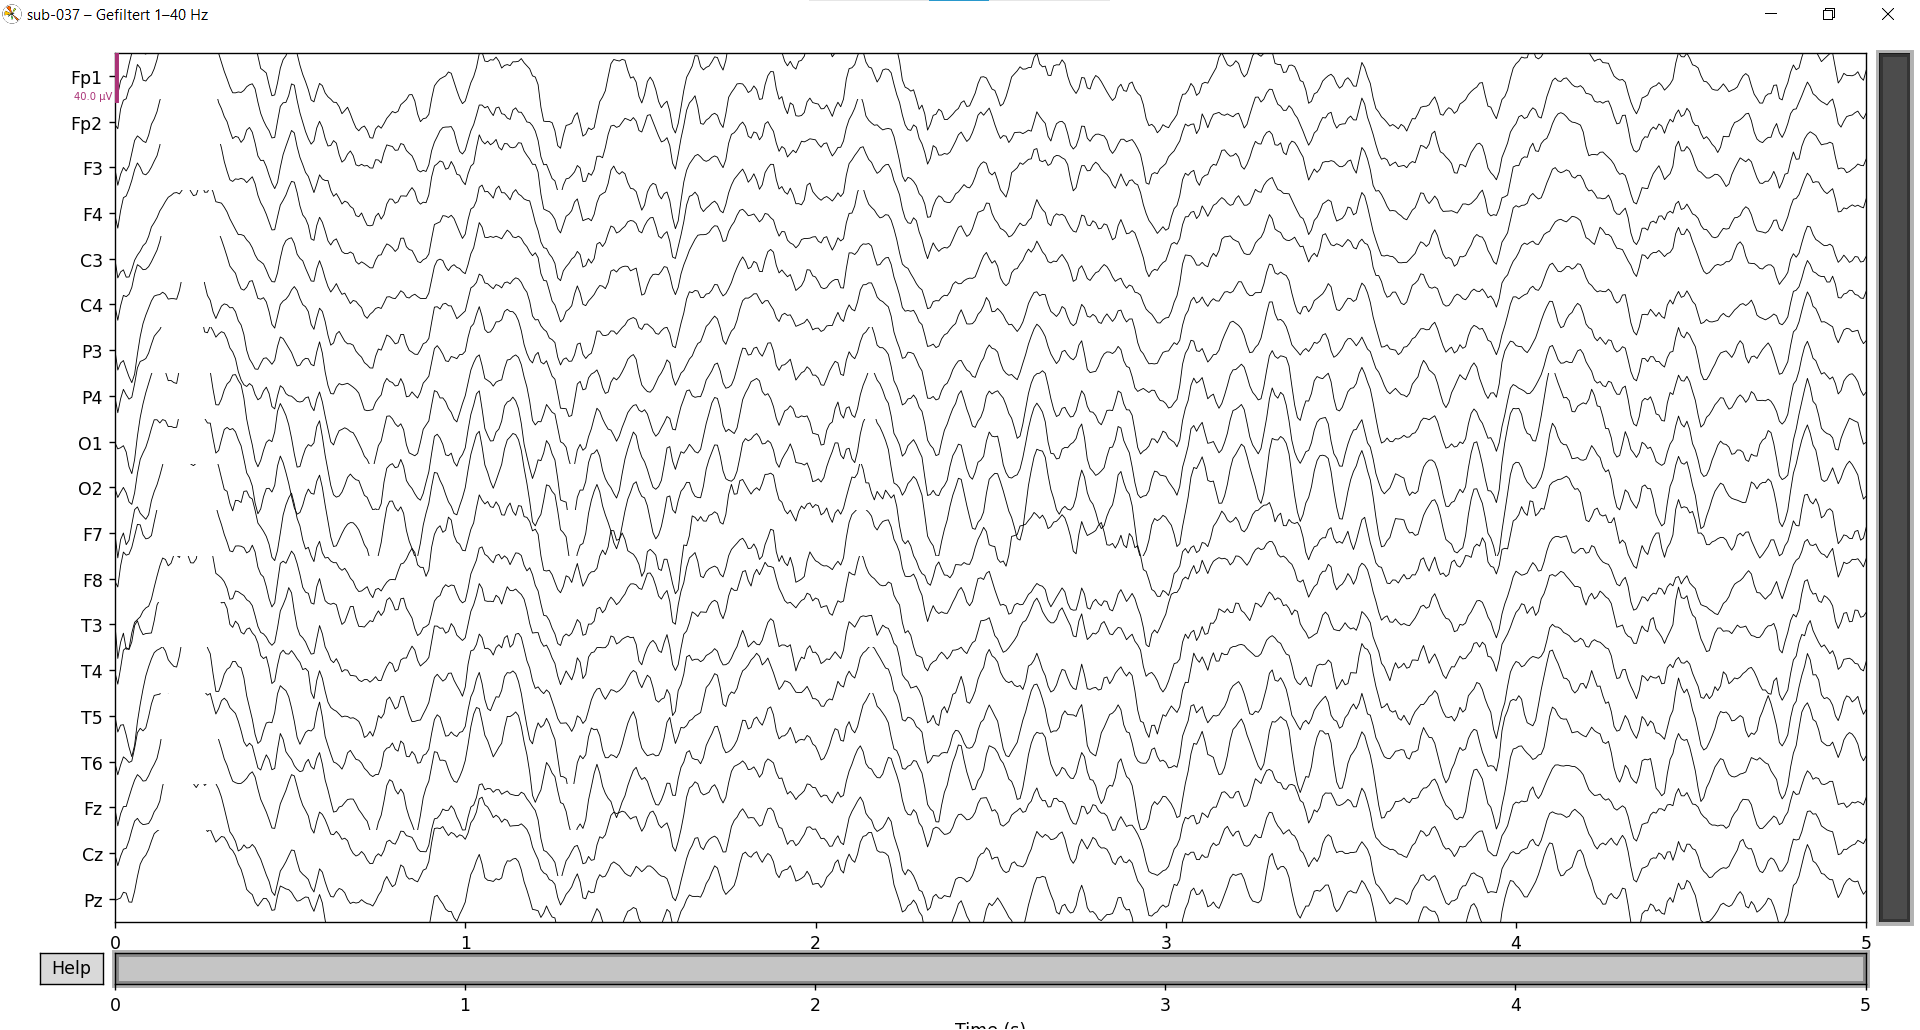 sub-037 – Gefiltert 1–40 Hz
Fp1
40.0 µV
Fp2
F3
F4
C3
C4
P3
P4
O1
O2
F7
F8
T3
T4
T5
T6
Fz
Cz
Pz
0 1 2 3 4 5
Help
0 1 2 3 4 5
Time (s)